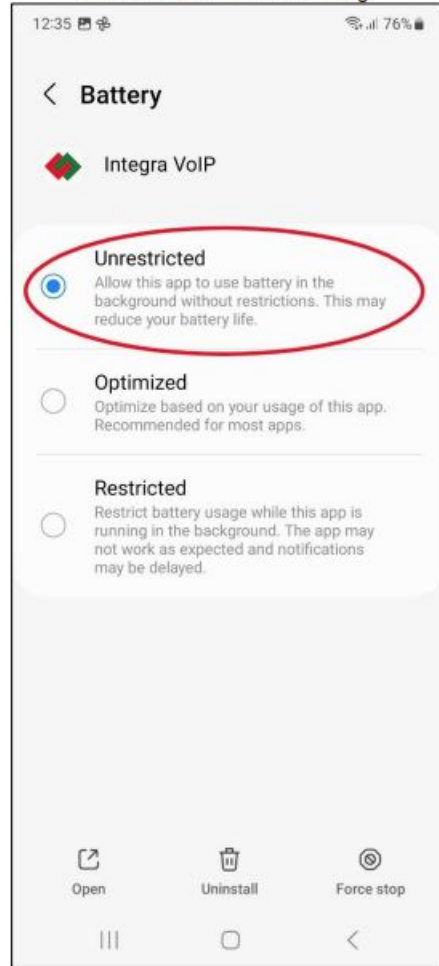 12:35 76%
Battery
Integra VoIP
Unrestricted
Allow this app to use battery in the
background without restrictions. This may
reduce your battery life.
Optimized
Optimize based on your usage of this app.
Recommended for most apps.
Restricted
Restrict battery usage while this app is
running in the background. The app may
not work as expected and notifications
may be delayed.
Open Uninstall Force stop